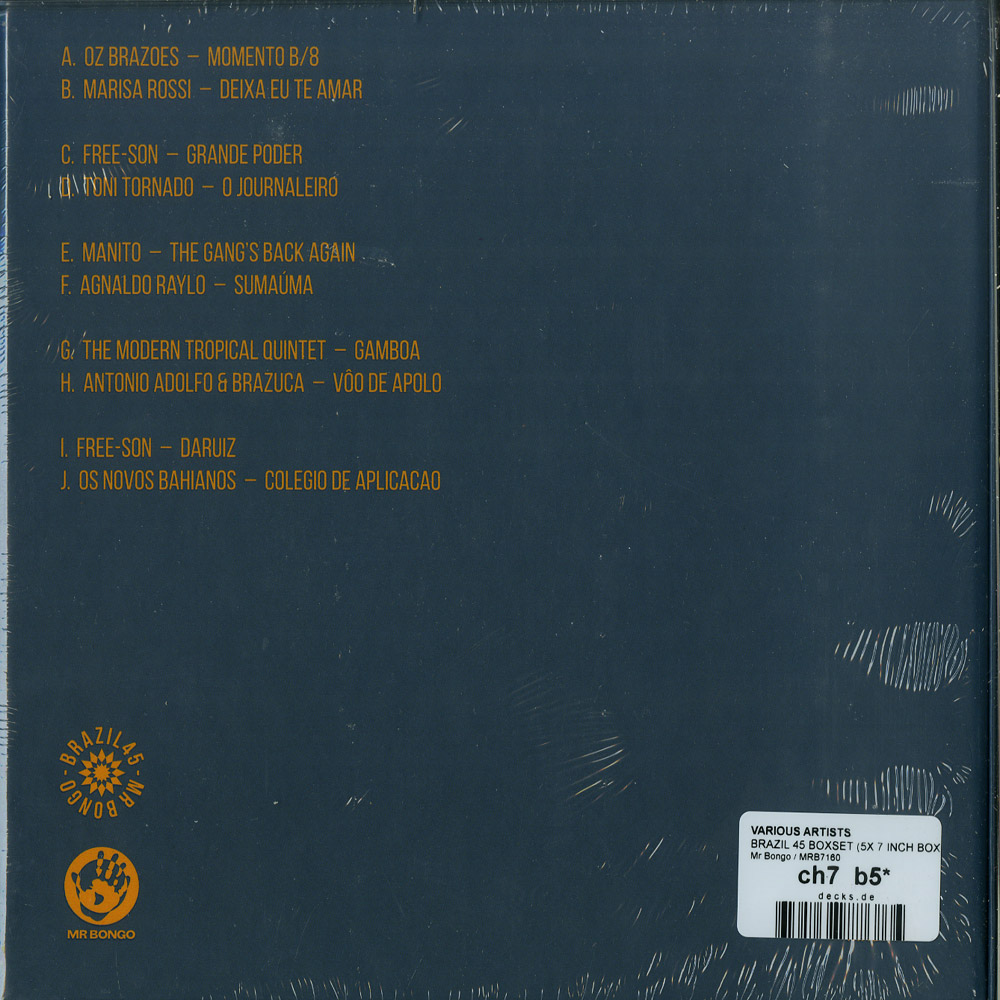 A. OZ BRAZOES – MOMENTO B/8
B. MARISA ROSSI – DEIXA EU TE AMAR
C. FREE-SON – GRANDE PODER
D. TONI TORNADO – O JOURNALEIRO
E. MANITO – THE GANG'S BACK AGAIN
F. AGNALDO RAYLO – SUMAÚMA
G. THE MODERN TROPICAL QUINTET – GAMBOA
H. ANTONIO ADOLFO & BRAZUCA – VÔO DE APOLO
I. FREE-SON – DARUIZ
J. OS NOVOS BAHIANOS – COLEGIO DE APLICACAO
BRAZIL45 - MR BONGO -
MR BONGO
VARIOUS ARTISTS
BRAZIL 45 BOXSET (5X 7 INCH BOX
Mr Bongo / MRB7160
ch7 b5*
decks.de